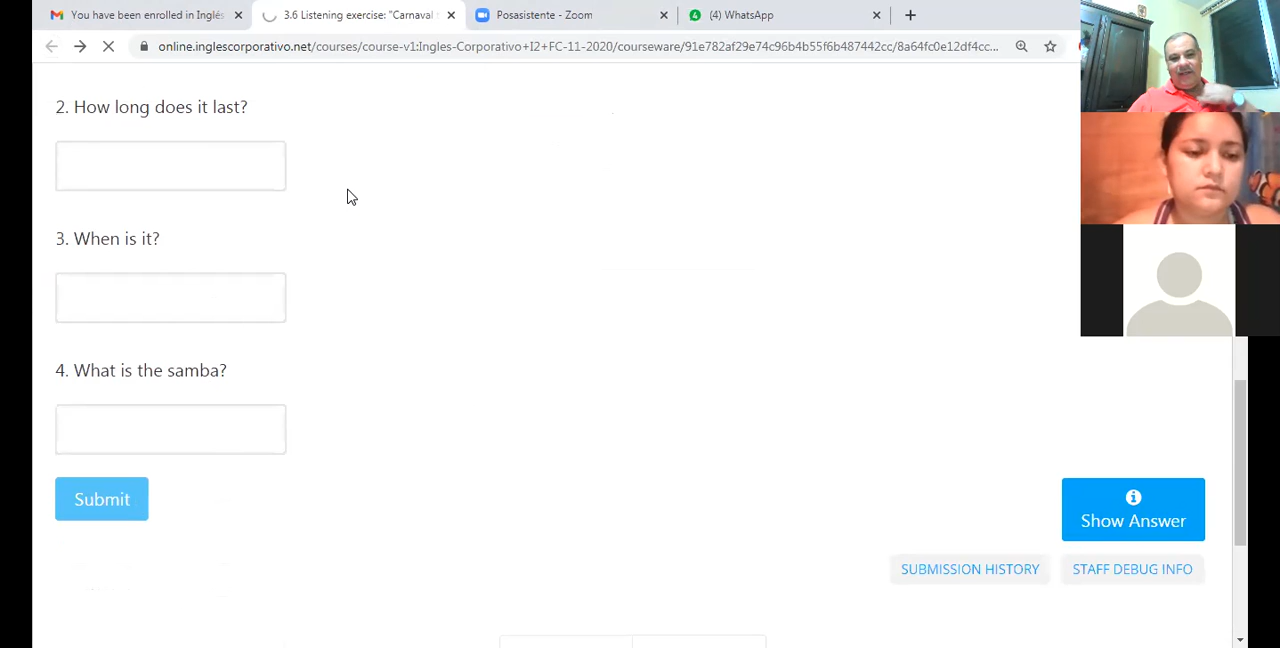 You have been enrolled in Inglés
3.6 Listening exercise: "Carnaval
Posasistente - Zoom
(4) WhatsApp
online.inglescorporativo.net/courses/course-v1:Ingles-Corporativo+I2+FC-11-2020/courseware/91e782af29e74c96b4b55f6b487442cc/8a64fc0e12df4cc...
2. How long does it last?
3. When is it?
4. What is the samba?
Submit
Show Answer
SUBMISSION HISTORY
STAFF DEBUG INFO